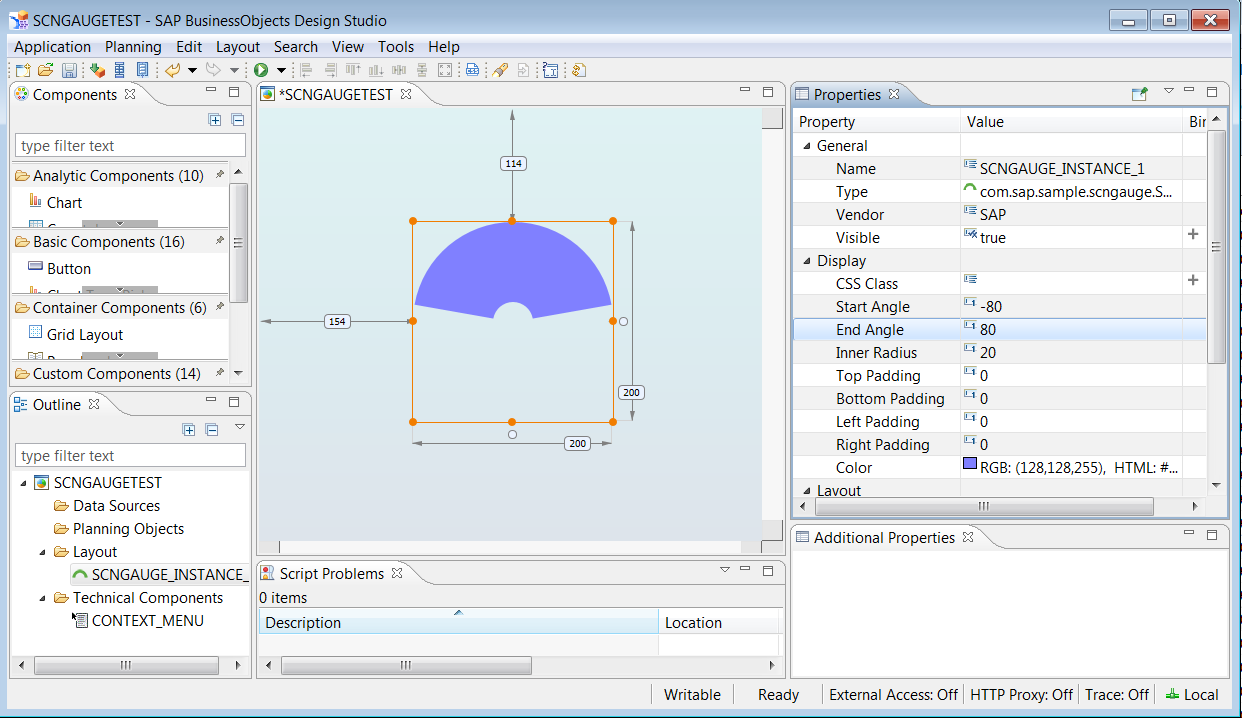 SCNGAUGETEST - SAP BusinessObjects Design Studio
Application Planning Edit Layout Search View Tools Help
Components
type filter text
Analytic Components (10)
Chart
Basic Components (16)
Button
Container Components (6)
Grid Layout
Custom Components (14)
Outline
type filter text
SCNGAUGETEST
Data Sources
Planning Objects
Layout
SCNGAUGE_INSTANCE_
Technical Components
CONTEXT_MENU
*SCNGAUGETEST
114
154
200
200
Script Problems
0 items
Description Location
Properties
Property Value Bin
General
Name SCNGAUGE_INSTANCE_1
Type com.sap.sample.scngauge.S...
Vendor SAP
Visible true
Display
CSS Class
Start Angle -80
End Angle 80
Inner Radius 20
Top Padding 0
Bottom Padding 0
Left Padding 0
Right Padding 0
Color RGB: (128,128,255), HTML: #...
Layout
Additional Properties
Writable Ready External Access: Off HTTP Proxy: Off Trace: Off Local